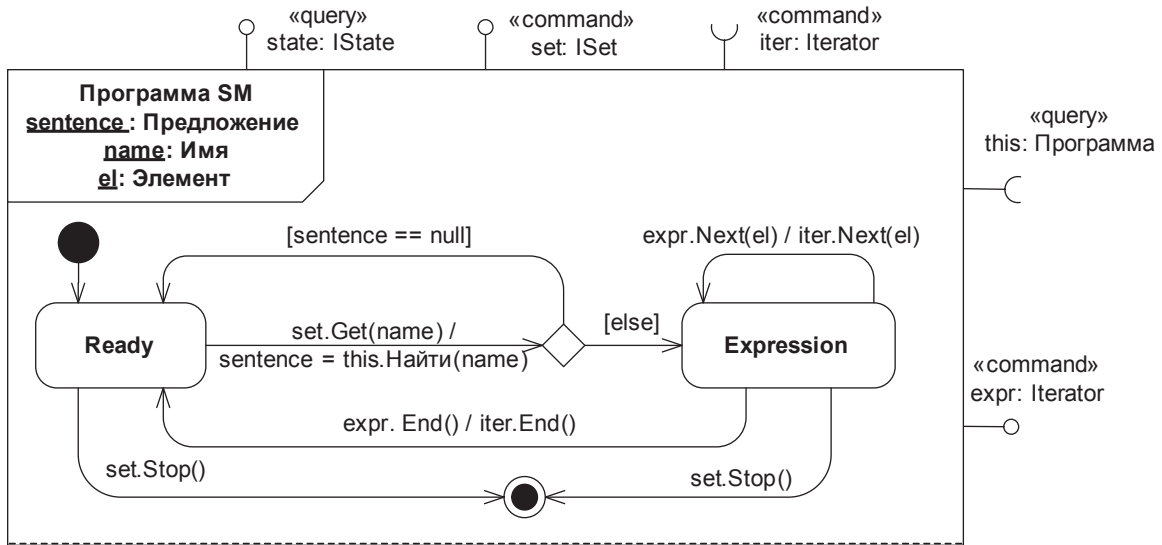 «query»
state: IState
«command»
set: ISet
«command»
iter: Iterator
Программа SM
sentence : Предложение
name: Имя
el: Элемент
«query»
this: Программа
[sentence == null]
expr.Next(el) / iter.Next(el)
Ready
set.Get(name) /
sentence = this.Найти(name)
[else]
Expression
«command»
expr: Iterator
expr. End() / iter.End()
set.Stop()
set.Stop()